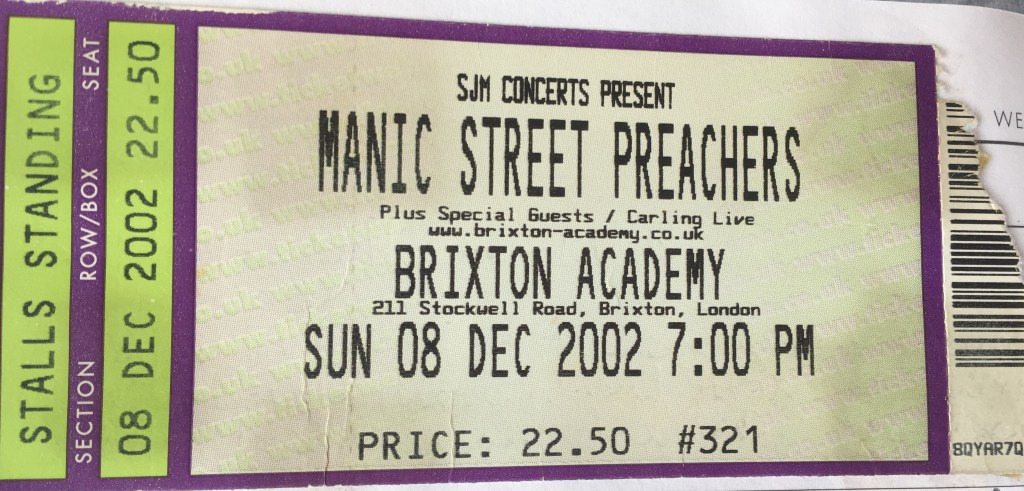 STALLS STANDING
SECTION ROW/BOX SEAT
08 DEC 2002 22.50
SJM CONCERTS PRESENT
MANIC STREET PREACHERS
Plus Special Guests / Carling Live
www.brixton-academy.co.uk
BRIXTON ACADEMY
211 Stockwell Road, Brixton, London
SUN 08 DEC 2002 7:00 PM
PRICE: 22.50 #321
WE
8QYAR7Q